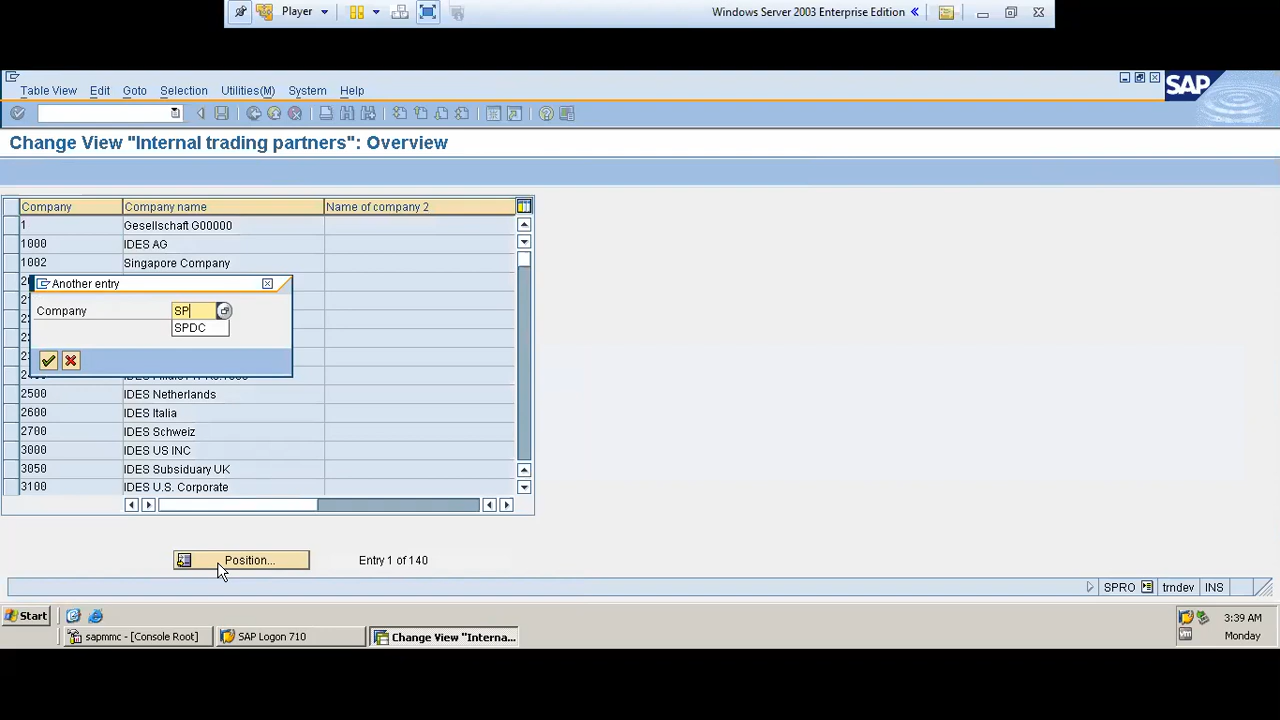 Player
Windows Server 2003 Enterprise Edition
SAP
Table View Edit Goto Selection Utilities(M) System Help
Change View "Internal trading partners": Overview
Company Company name Name of company 2
1 Gesellschaft G00000
1000 IDES AG
1002 Singapore Company
Another entry
Company SP
SPDC
2500 IDES Netherlands
2600 IDES Italia
2700 IDES Schweiz
3000 IDES US INC
3050 IDES Subsiduary UK
3100 IDES U.S. Corporate
Position... Entry 1 of 140
SPRO trndev INS
Start
3:39 AM
sapmmc - [Console Root] SAP Logon 710 Change View "Interna...
Monday